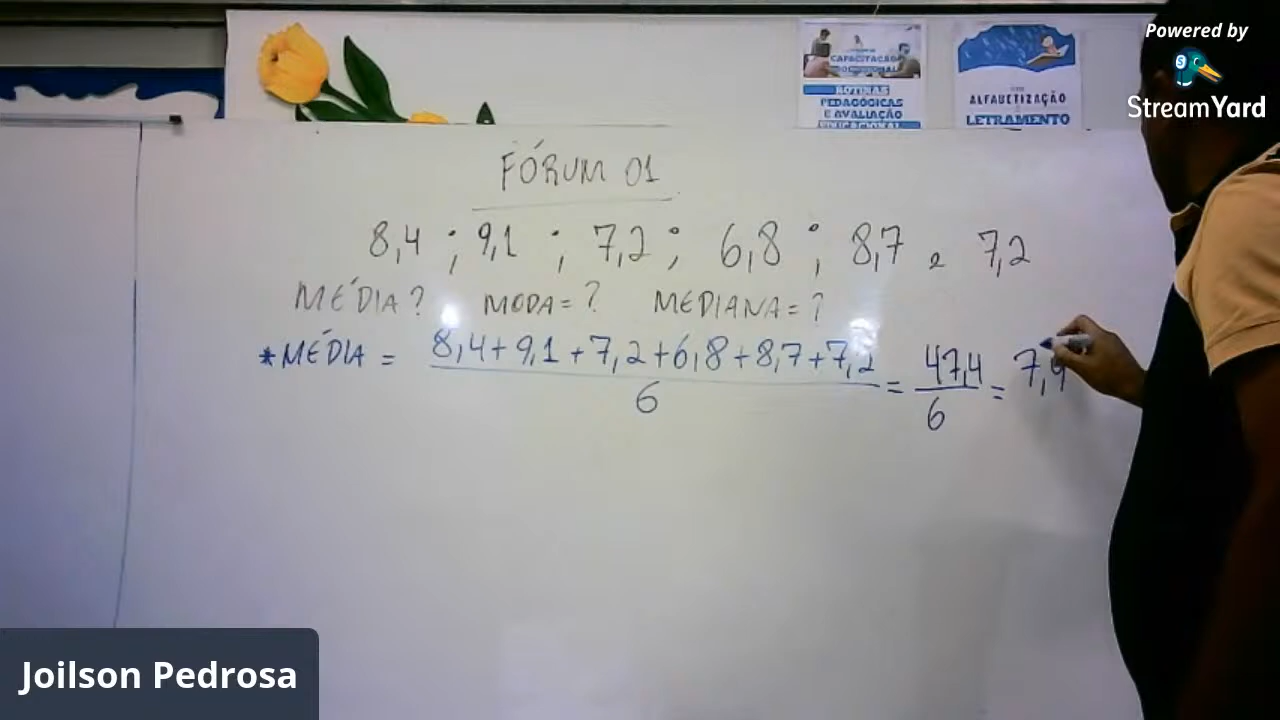 Powered by
StreamYard
CAPACITAÇÃO
ROTINAS
PEDAGÓGICAS
E AVALIAÇÃO
EDUCACIONAL
ALFABETIZAÇÃO
LETRAMENTO
FÓRUM 01
8,4 ; 9,1 ; 7,2 ; 6,8 ; 8,7 e 7,2
MÉDIA? MODA = ? MEDIANA = ?
*MÉDIA = 8,4+9,1+7,2+6,8+8,7+7,2 = 47,4 = 7,9
6 6
Joilson Pedrosa